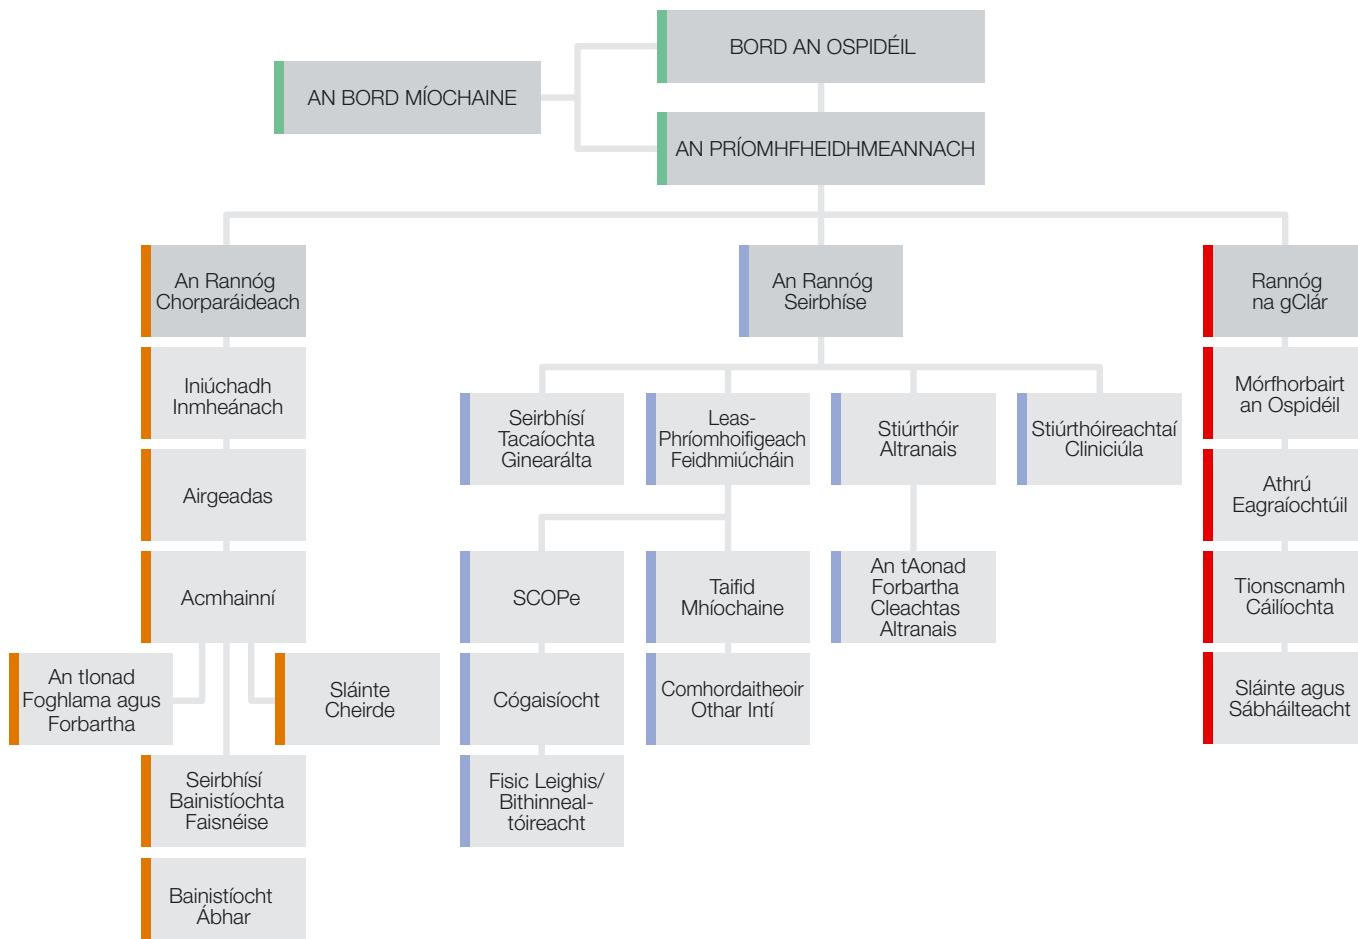 BORD AN OSPIDÉIL
AN BORD MÍOCHAINE
AN PRÍOMHFHEIDHMEANNACH
An Rannóg
Chorparáideach
Iniúchadh
Inmheánach
Airgeadas
Acmhainní
An tIonad
Foghlama agus
Forbartha
Sláinte
Cheirde
Seirbhísí
Bainistíochta
Faisnéise
Bainistíocht
Ábhar
An Rannóg
Seirbhíse
Seirbhísí
Tacaíochta
Ginearálta
Leas-
Phríomhoifigeach
Feidhmiúcháin
Stiúrthóir
Altranais
Stiúrthóireachtaí
Cliniciúla
SCOPe
Cógaisíocht
Fisic Leighis/
Bithinneal-
tóireacht
Taifid
Mhíochaine
Comhordaitheoir
Othar Intí
An tAonad
Forbartha
Cleachtas
Altranais
Rannóg
na gClár
Mórfhorbairt
an Ospidéil
Athrú
Eagraíochtúil
Tionscnamh
Cáilíochta
Sláinte agus
Sábháilteacht